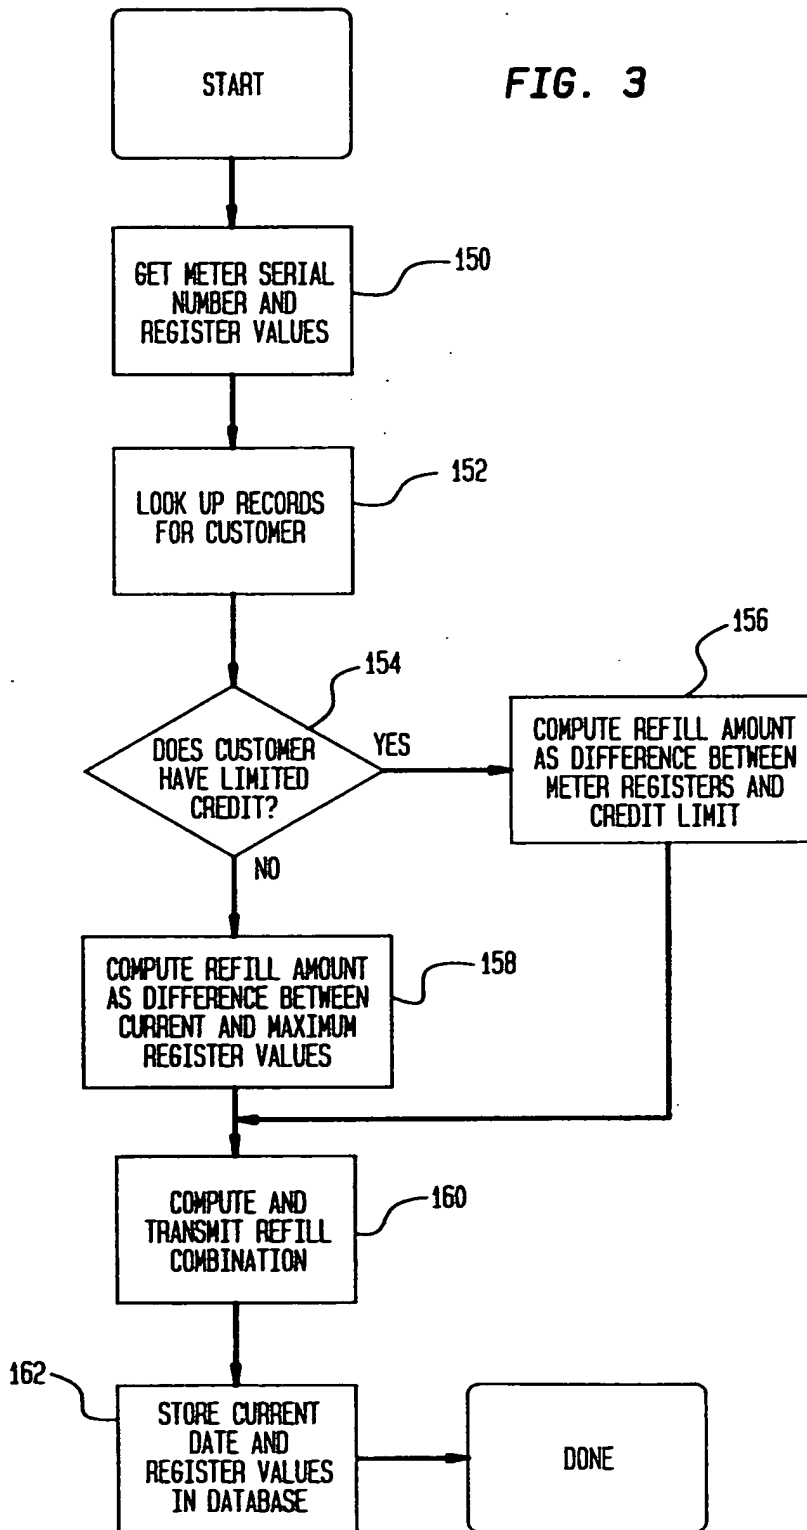 START
FIG. 3
GET METER SERIAL
NUMBER AND
REGISTER VALUES
150
LOOK UP RECORDS
FOR CUSTOMER
152
154
DOES CUSTOMER
HAVE LIMITED
CREDIT?
YES
156
COMPUTE REFILL AMOUNT
AS DIFFERENCE BETWEEN
METER REGISTERS AND
CREDIT LIMIT
NO
COMPUTE REFILL AMOUNT
AS DIFFERENCE BETWEEN
CURRENT AND MAXIMUM
REGISTER VALUES
158
COMPUTE AND
TRANSMIT REFILL
COMBINATION
160
162
STORE CURRENT
DATE AND
REGISTER VALUES
IN DATABASE
DONE